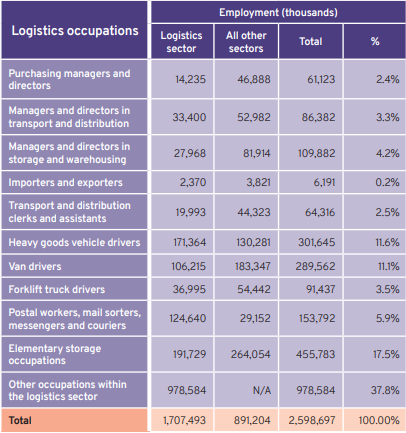 Logistics occupations
Employment (thousands)
Logistics sector All other sectors Total %
Purchasing managers and
directors 14,235 46,888 61,123 2.4%
Managers and directors in
transport and distribution 33,400 52,982 86,382 3.3%
Managers and directors in
storage and warehousing 27,968 81,914 109,882 4.2%
Importers and exporters 2,370 3,821 6,191 0.2%
Transport and distribution
clerks and assistants 19,993 44,323 64,316 2.5%
Heavy goods vehicle drivers 171,364 130,281 301,645 11.6%
Van drivers 106,215 183,347 289,562 11.1%
Forklift truck drivers 36,995 54,442 91,437 3.5%
Postal workers, mail sorters,
messengers and couriers 124,640 29,152 153,792 5.9%
Elementary storage
occupations 191,729 264,054 455,783 17.5%
Other occupations within
the logistics sector 978,584 N/A 978,584 37.8%
Total 1,707,493 891,204 2,598,697 100.00%